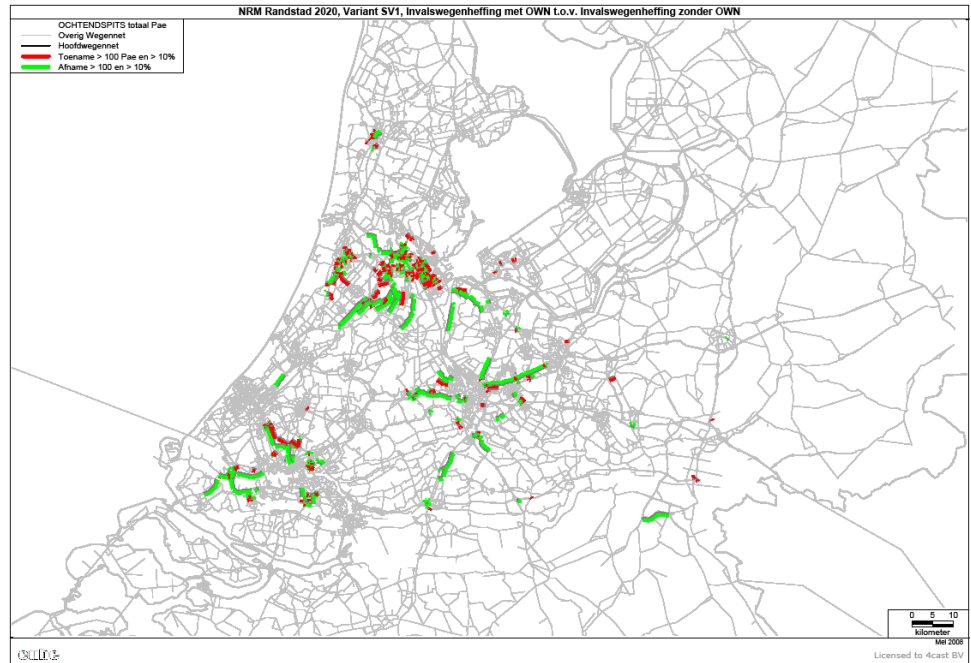 NRM Randstad 2020, Variant SV1, Invalswegenheffing met OWN t.o.v. Invalswegenheffing zonder OWN
OCHTENDSPITS totaal Pae
Overig Wegennet
Hoofdwegennet
Toename > 100 Pae en > 10%
Afname > 100 en > 10%
0 5 10
kilometer
Mei 2008
Licensed to 4cast BV